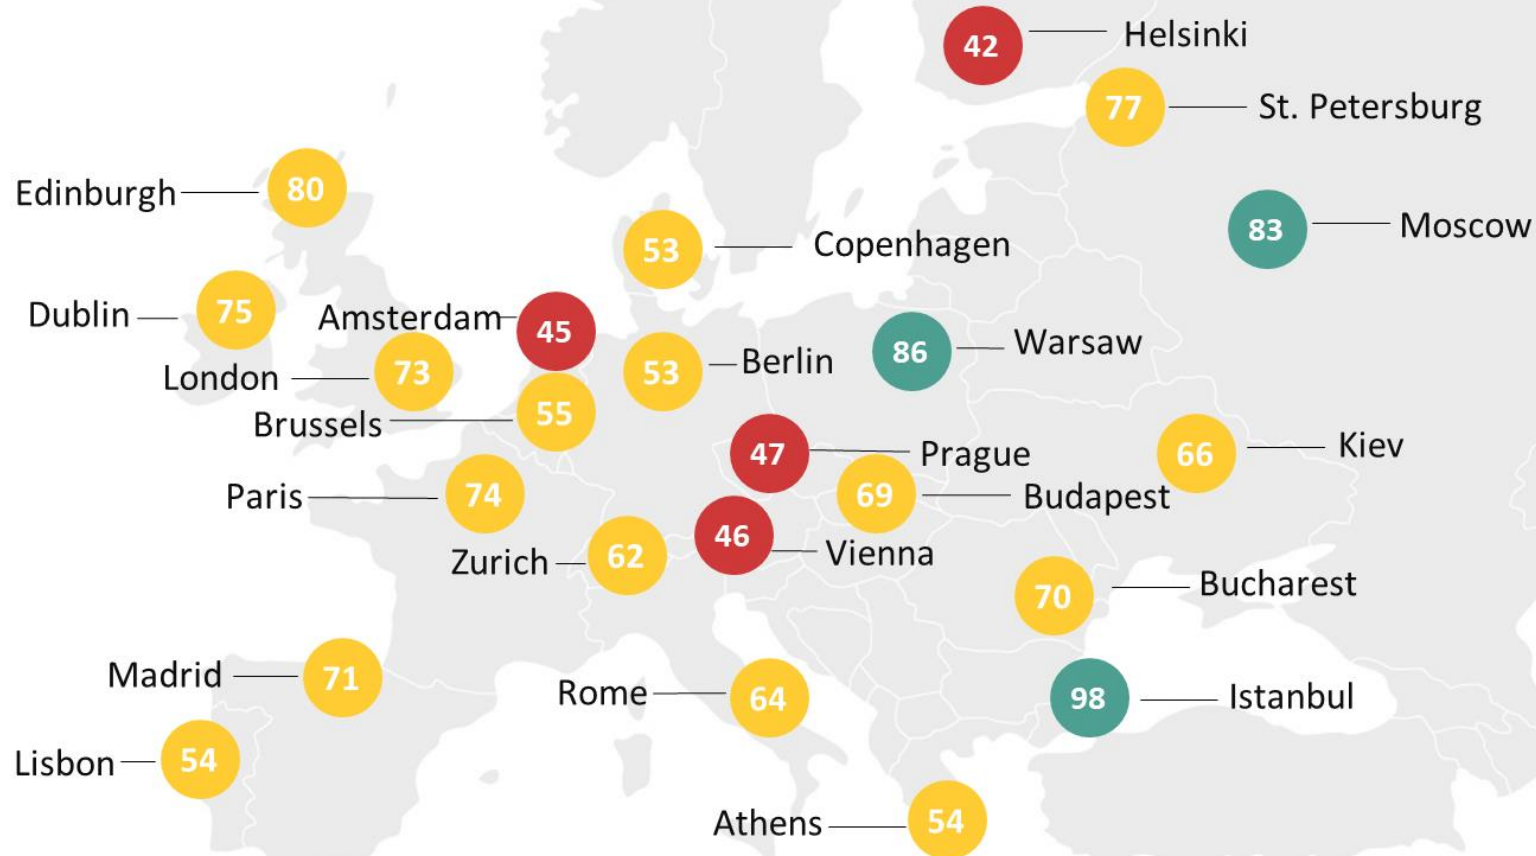 42 Helsinki
77 St. Petersburg
Edinburgh 80
83 Moscow
53 Copenhagen
Dublin 75
Amsterdam 45
86 Warsaw
London 73
53 Berlin
Brussels 55
47 Prague
66 Kiev
Paris 74
69 Budapest
46 Vienna
Zurich 62
70 Bucharest
Madrid 71
Rome 64
98 Istanbul
Lisbon 54
Athens 54